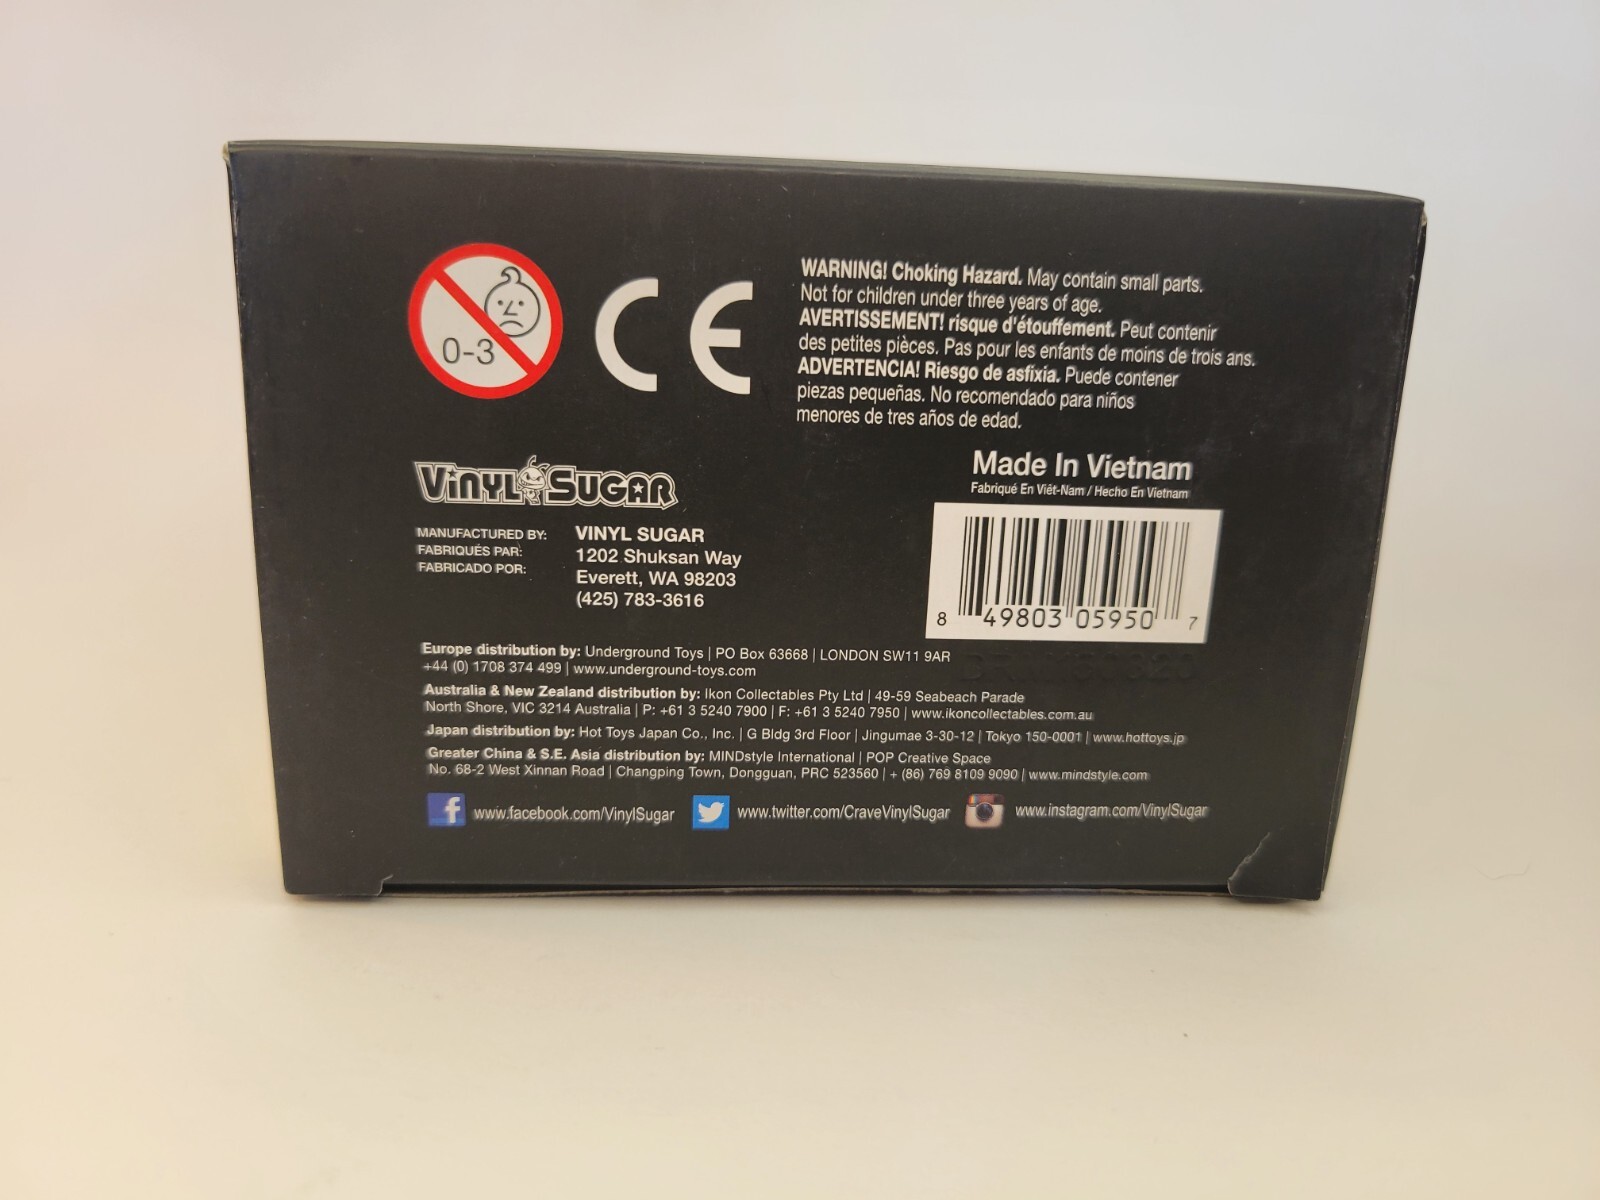 0-3
CE
WARNING! Choking Hazard. May contain small parts.
Not for children under three years of age.
AVERTISSEMENT! risque d'étouffement. Peut contenir
des petites pièces. Pas pour les enfants de moins de trois ans.
ADVERTENCIA! Riesgo de asfixia. Puede contener
piezas pequeñas. No recomendado para niños
menores de tres años de edad.
VINYL SUGAR
MANUFACTURED BY:
FABRIQUÉS PAR:
FABRICADO POR:
VINYL SUGAR
1202 Shuksan Way
Everett, WA 98203
(425) 783-3616
Made In Vietnam
Fabriqué En Viêt-Nam / Hecho En Vietnam
8 49803 05950 7
Europe distribution by: Underground Toys | PO Box 63668 | LONDON SW11 9AR
+44 (0) 1708 374 499 | www.underground-toys.com
Australia & New Zealand distribution by: Ikon Collectables Pty Ltd | 49-59 Seabeach Parade
North Shore, VIC 3214 Australia | P: +61 3 5240 7900 | F: +61 3 5240 7950 | www.ikoncollectables.com.au
Japan distribution by: Hot Toys Japan Co., Inc. | G Bldg 3rd Floor | Jingumae 3-30-12 | Tokyo 150-0001 | www.hottoys.jp
Greater China & S.E. Asia distribution by: MINDstyle International | POP Creative Space
No. 68-2 West Xinnan Road | Changping Town, Dongguan, PRC 523560 | + (86) 769 8109 9090 | www.mindstyle.com
www.facebook.com/VinylSugar
www.twitter.com/CraveVinylSugar
www.instagram.com/VinylSugar